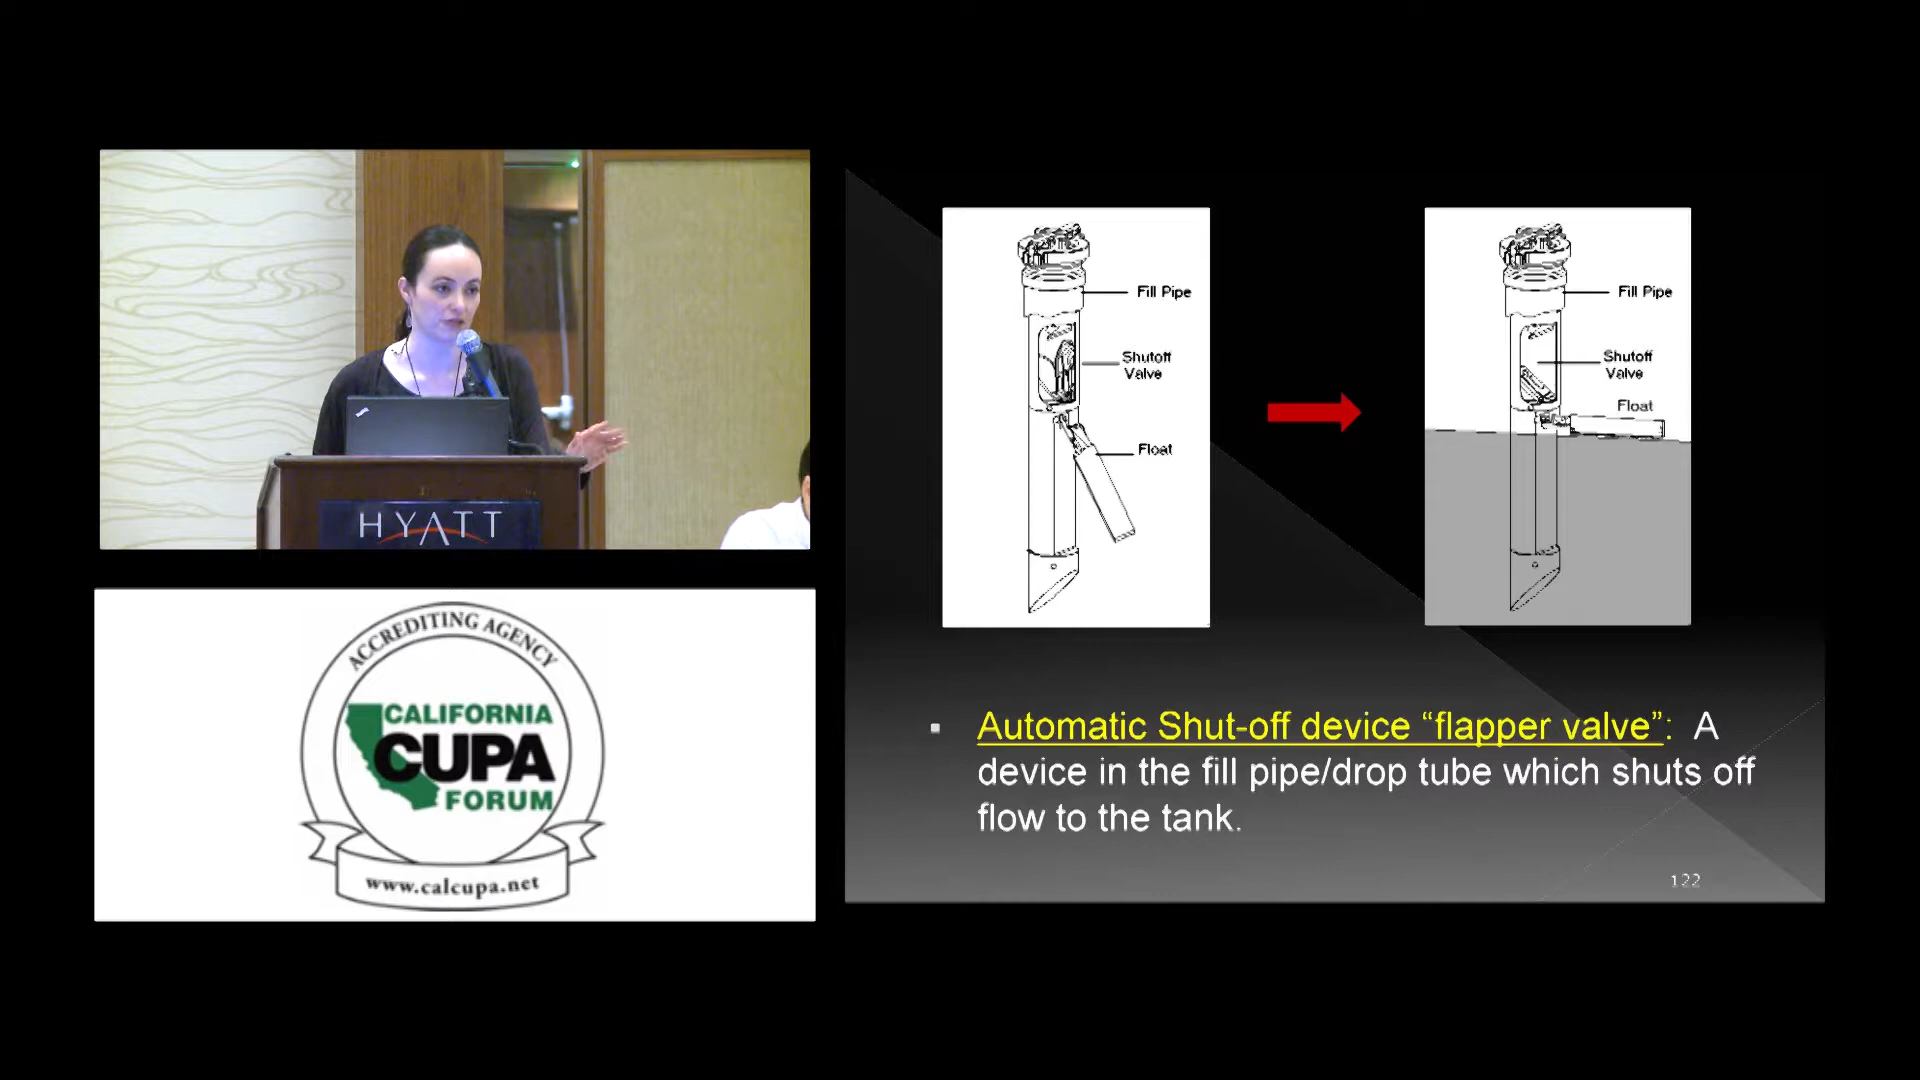 HYATT
ACCREDITING AGENCY
CALIFORNIA
CUPA
FORUM
www.calcupa.net
Fill Pipe
Shutoff
Valve
Float
Fill Pipe
Shutoff
Valve
Float
Automatic Shut-off device “flapper valve”: A
device in the fill pipe/drop tube which shuts off
flow to the tank.
122